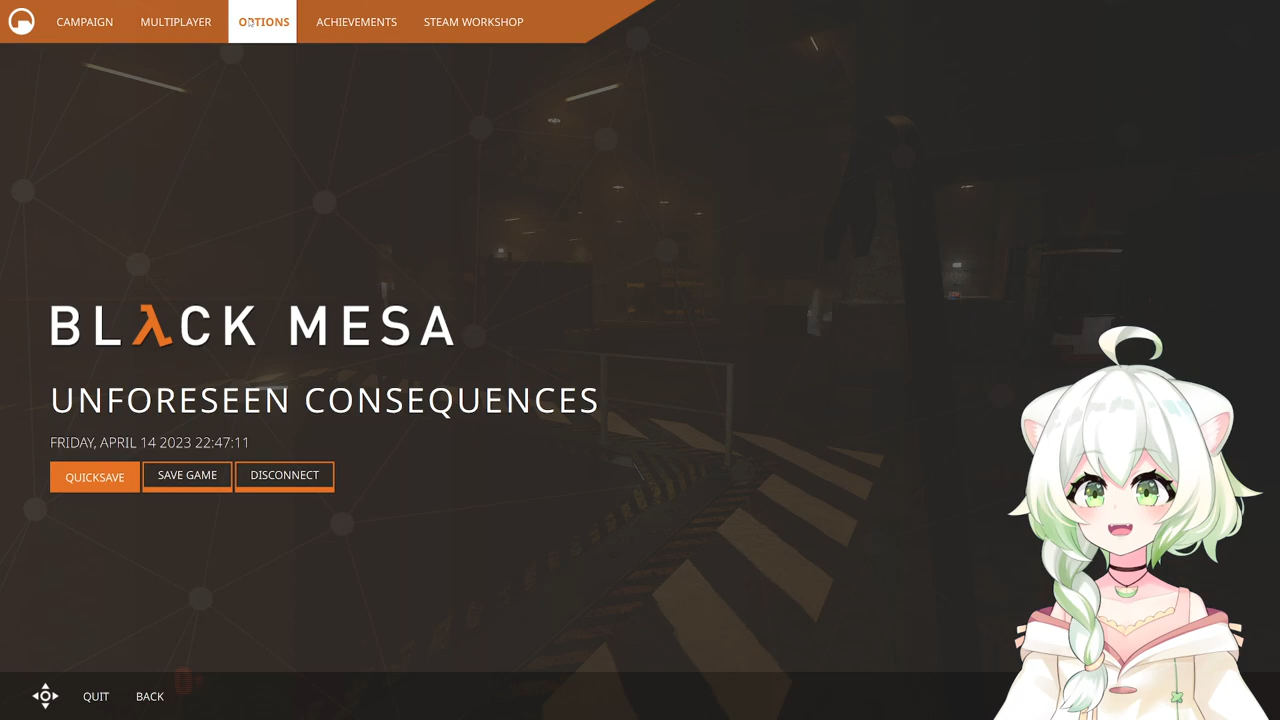 CAMPAIGN MULTIPLAYER OPTIONS ACHIEVEMENTS STEAM WORKSHOP
BLλCK MESA
UNFORESEEN CONSEQUENCES
FRIDAY, APRIL 14 2023 22:47:11
QUICKSAVE SAVE GAME DISCONNECT
QUIT BACK